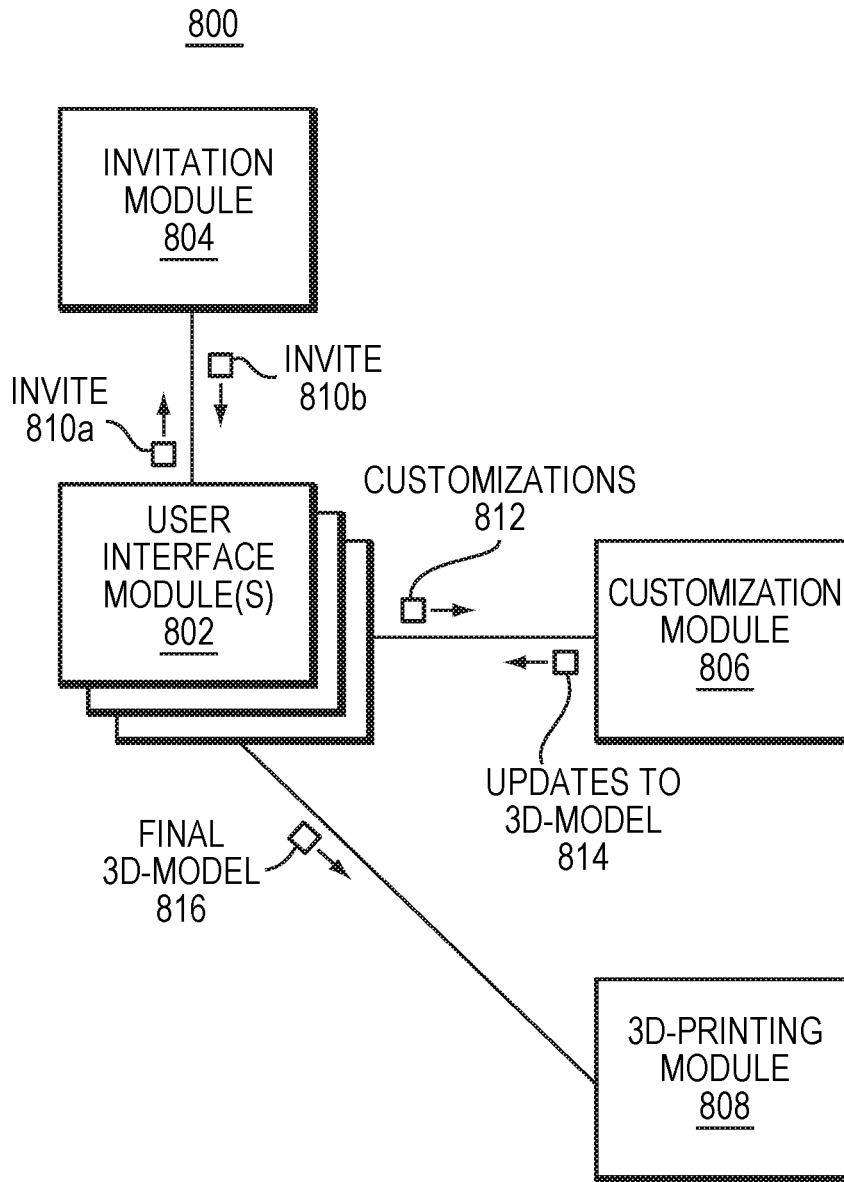 800
INVITATION
MODULE
804
INVITE
810a
INVITE
810b
USER
INTERFACE
MODULE(S)
802
CUSTOMIZATIONS
812
CUSTOMIZATION
MODULE
806
UPDATES TO
3D-MODEL
814
FINAL
3D-MODEL
816
3D-PRINTING
MODULE
808